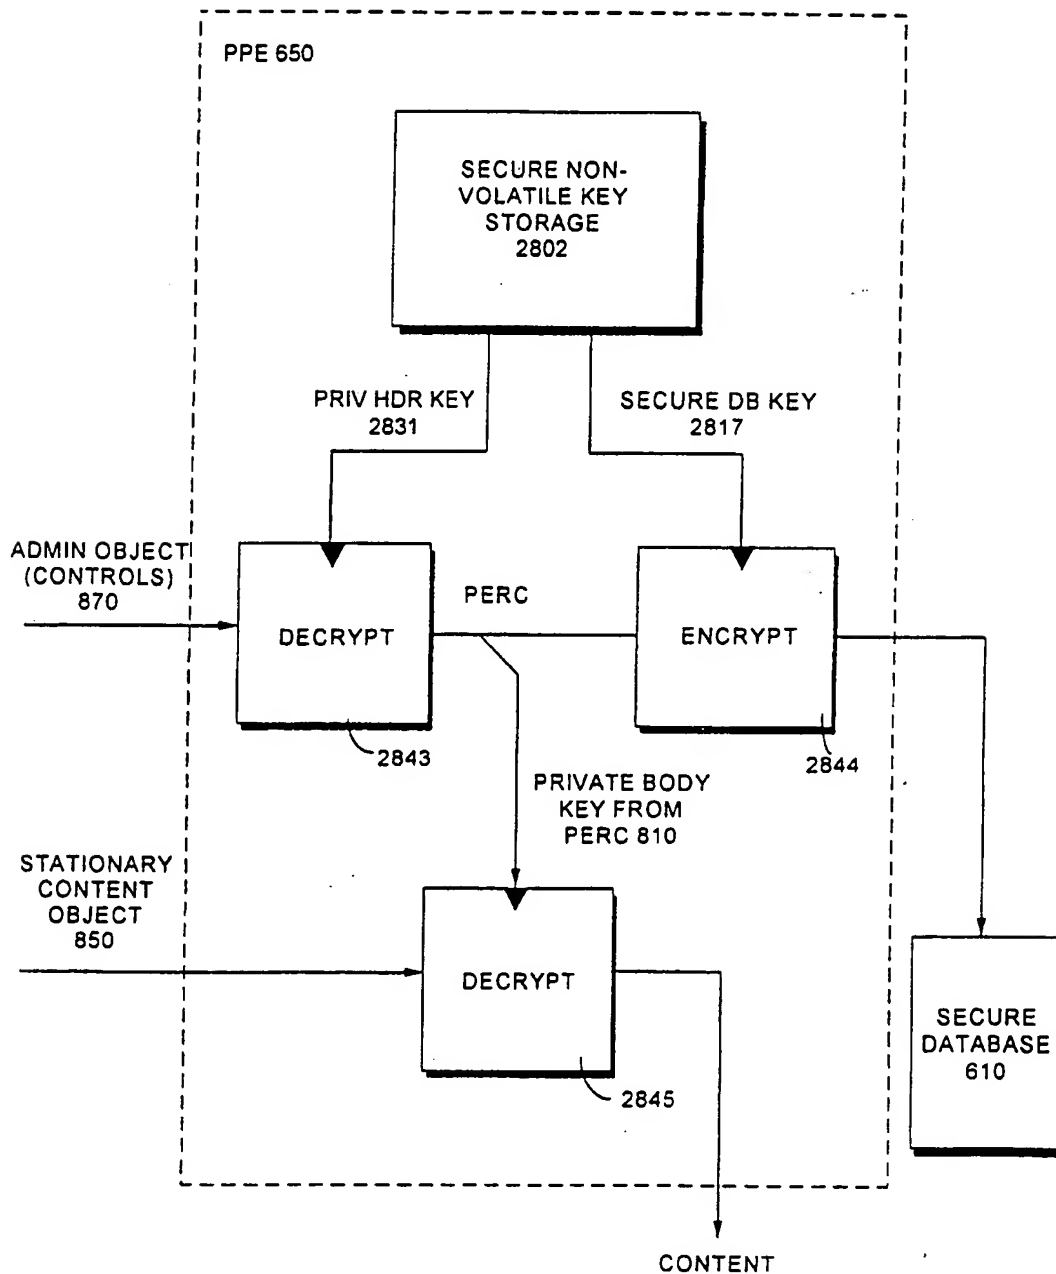 PPE 650
SECURE NON-
VOLATILE KEY
STORAGE
2802
PRIV HDR KEY
2831
SECURE DB KEY
2817
ADMIN OBJECT
(CONTROLS)
870
DECRYPT
PERC
ENCRYPT
2843
2844
PRIVATE BODY
KEY FROM
PERC 810
STATIONARY
CONTENT
OBJECT
850
DECRYPT
2845
SECURE
DATABASE
610
CONTENT